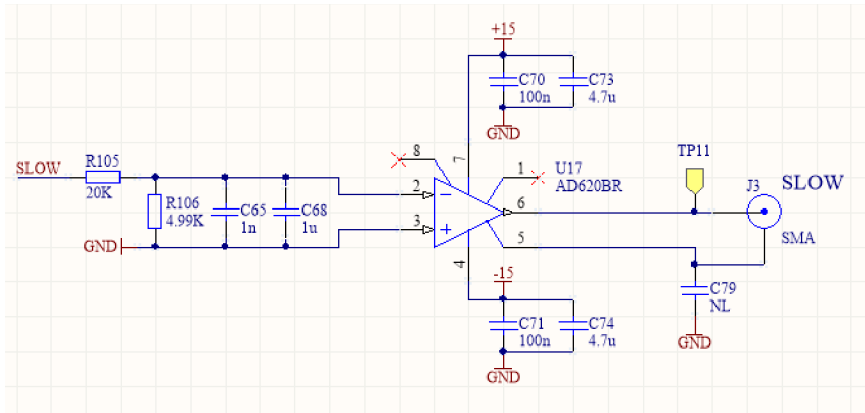 +15
C70
100n
C73
4.7u
GND
7
8
1
U17
AD620BR
TP11
J3
SLOW
SMA
SLOW
R105
20K
R106
4.99K
C65
1n
C68
1u
GND
2
3
−
+
6
5
4
-15
C71
100n
C74
4.7u
GND
C79
NL
GND